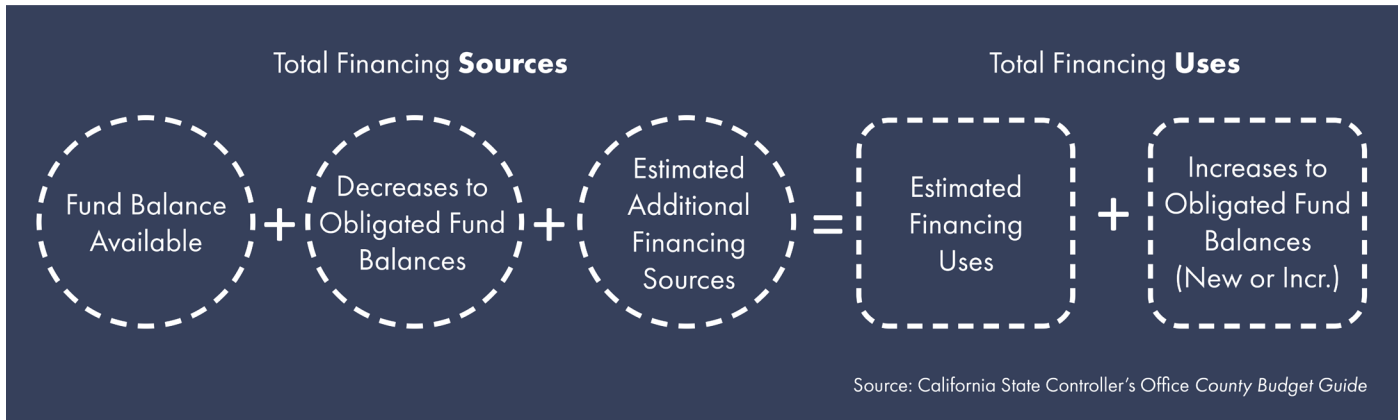 Total Financing Sources
Total Financing Uses
Fund Balance
Available
+
Decreases to
Obligated Fund
Balances
+
Estimated
Additional
Financing
Sources
=
Estimated
Financing
Uses
+
Increases to
Obligated Fund
Balances
(New or Incr.)
Source: California State Controller’s Office County Budget Guide